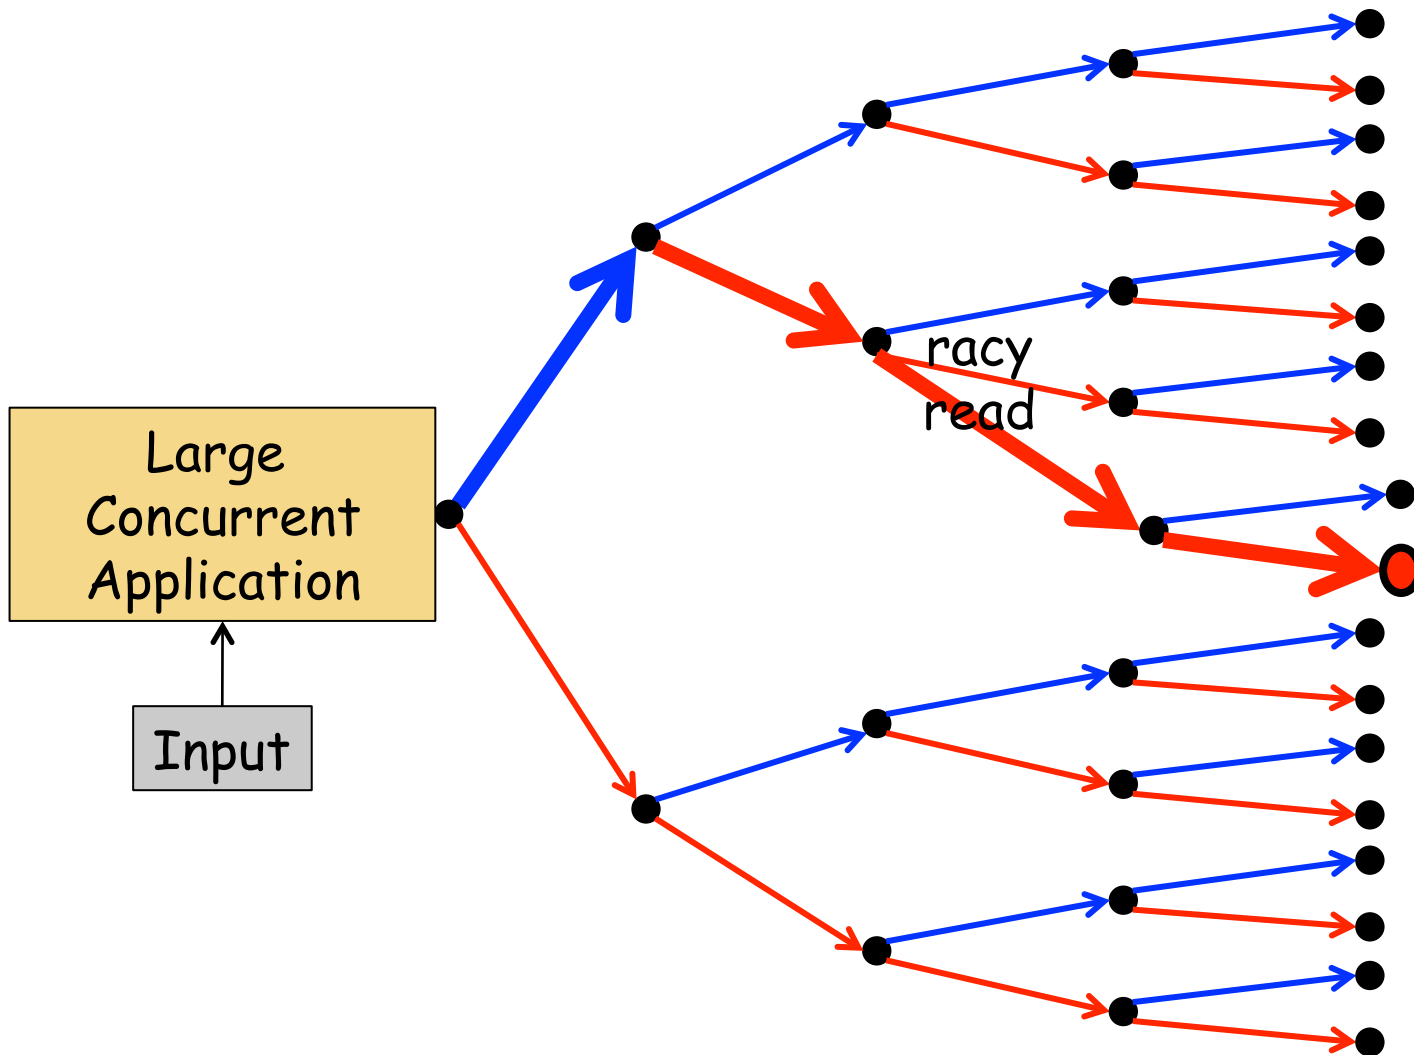 Large
Concurrent
Application
Input
racy
read